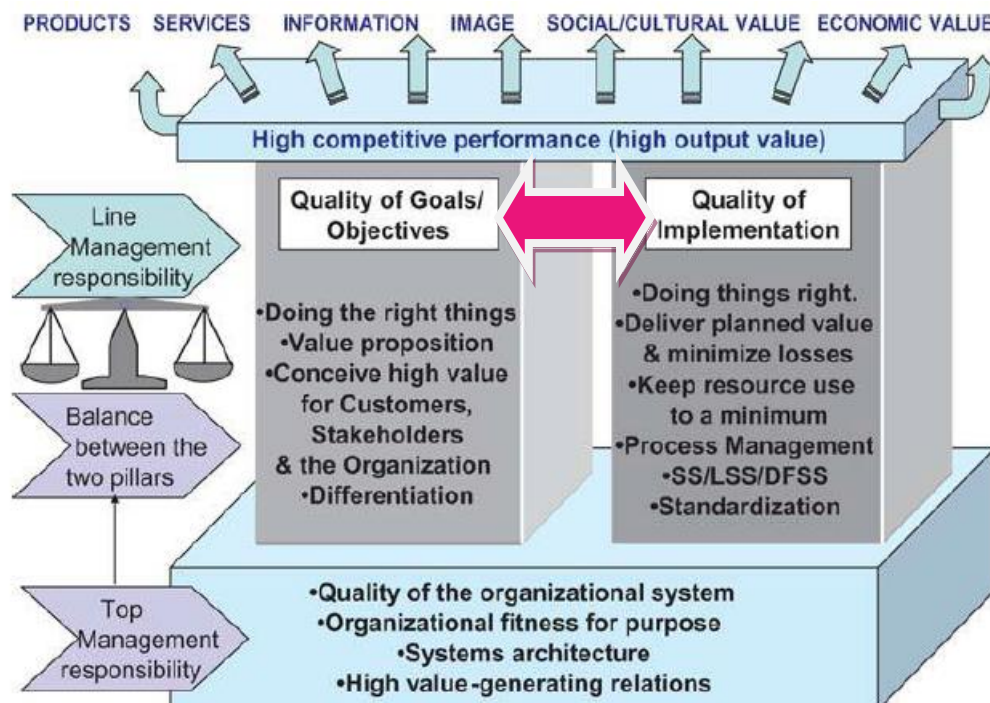 PRODUCTS SERVICES INFORMATION IMAGE SOCIAL/CULTURAL VALUE ECONOMIC VALUE
High competitive performance (high output value)
Line
Management
responsibility
Balance
between the
two pillars
Top
Management
responsibility
Quality of Goals/
Objectives
•Doing the right things
•Value proposition
•Conceive high value
for Customers,
Stakeholders
& the Organization
•Differentiation
Quality of
Implementation
•Doing things right.
•Deliver planned value
& minimize losses
•Keep resource use
to a minimum
•Process Management
•SS/LSS/DFSS
•Standardization
•Quality of the organizational system
•Organizational fitness for purpose
•Systems architecture
•High value-generating relations